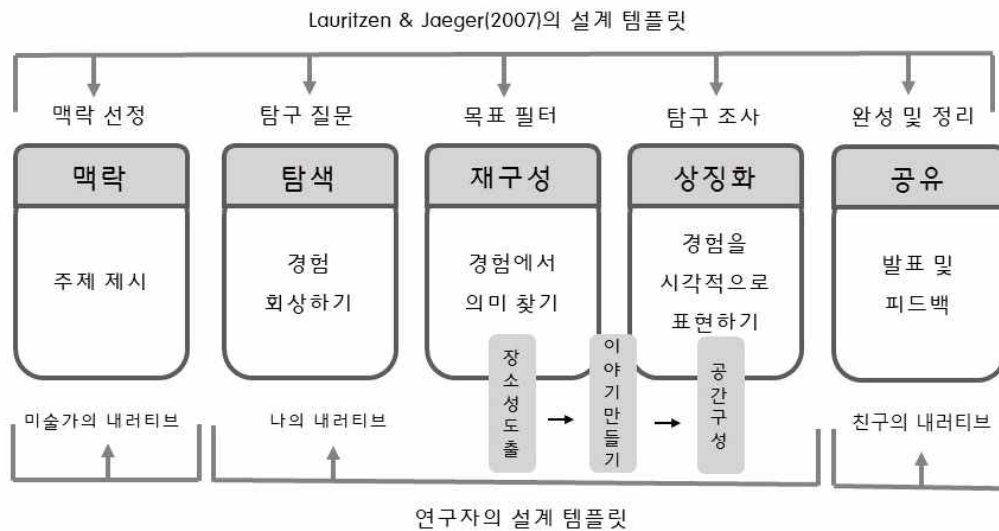 Lauritzen & Jaeger(2007)의 설계 템플릿
맥락 선정
탐구 질문
목표 필터
탐구 조사
완성 및 정리
맥락
탐색
재구성
상징화
공유
주제 제시
경험
회상하기
경험에서
의미 찾기
경험을
시각적으로
표현하기
발표 및
피드백
장소성도출
이야기만들기
공간구성
미술가의 내러티브
나의 내러티브
친구의 내러티브
연구자의 설계 템플릿